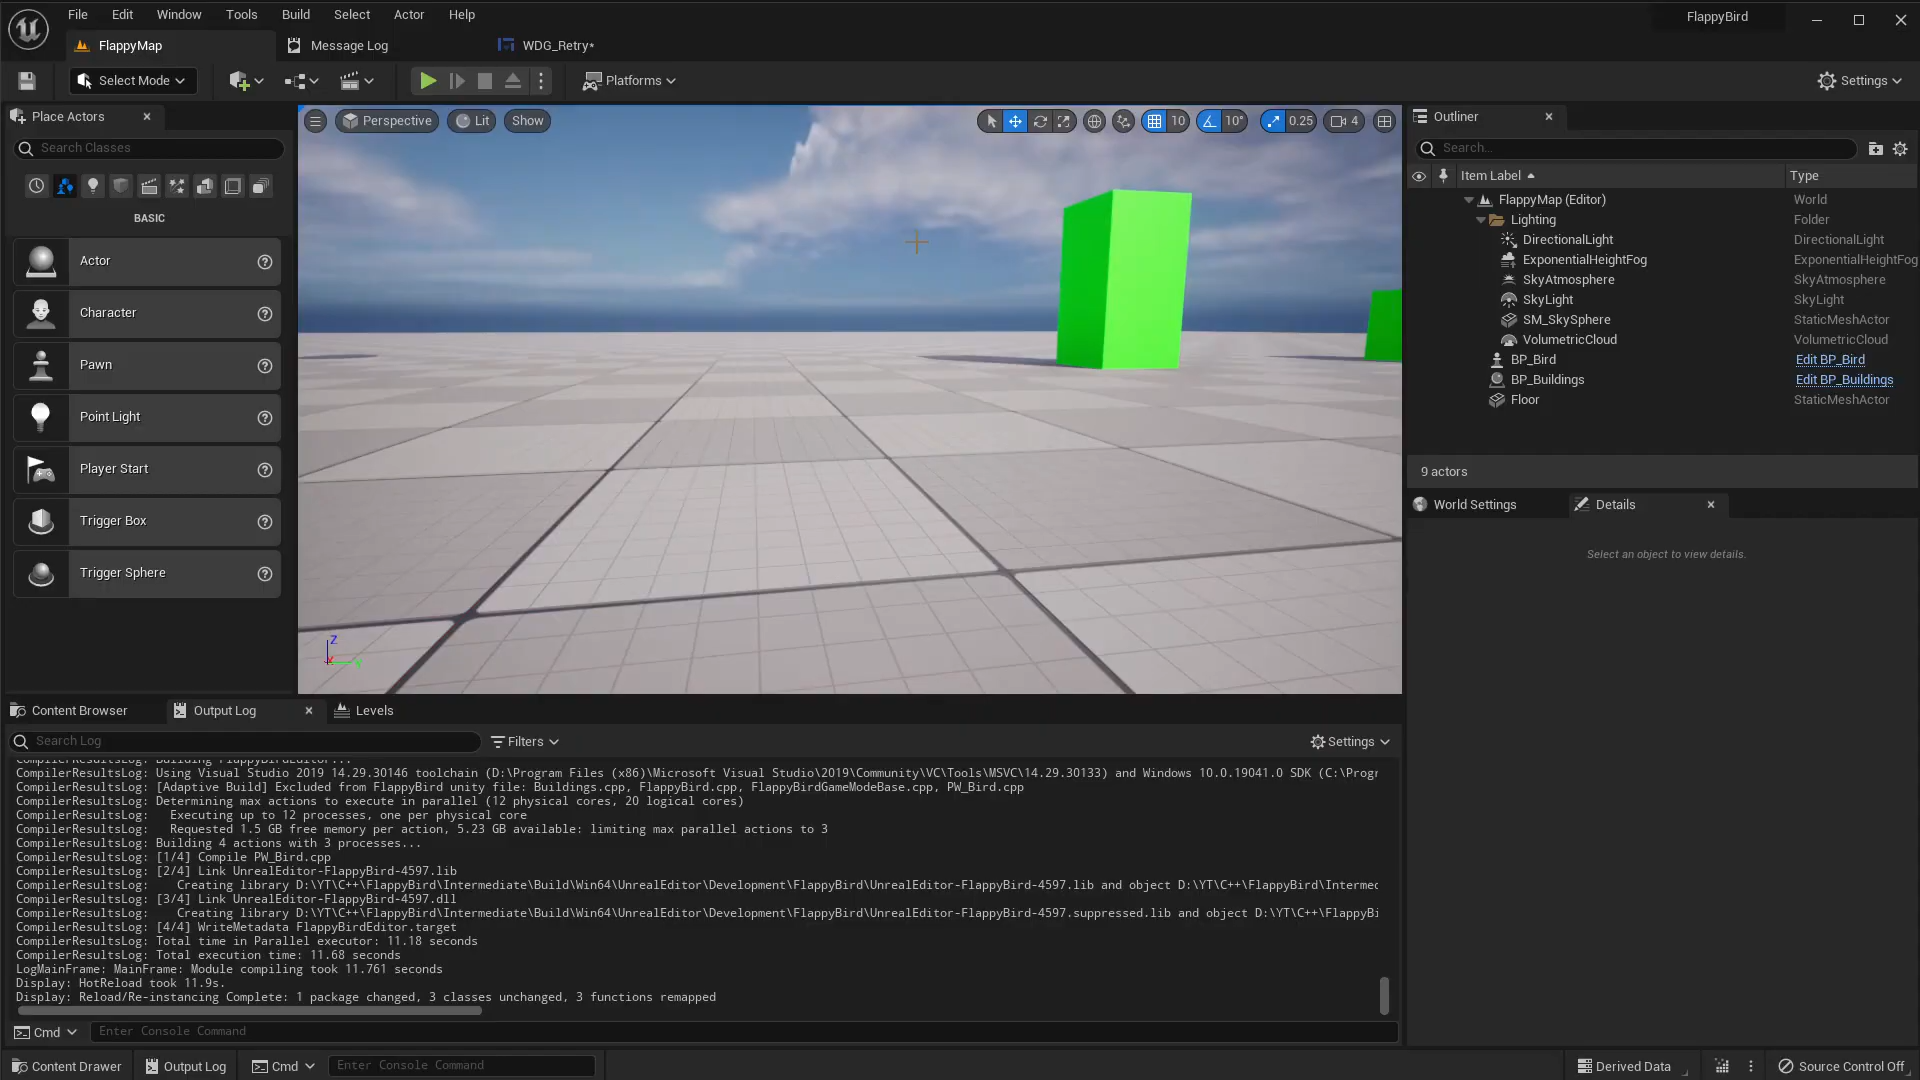 File Edit Window Tools Build Select Actor Help
FlappyBird
FlappyMap
Message Log
WDG_Retry*
Select Mode
Platforms
Settings
Place Actors
Search Classes
BASIC
Actor
Character
Pawn
Point Light
Player Start
Trigger Box
Trigger Sphere
Perspective Lit Show
10 10° 0.25 4
Z
Outliner
Search...
Item Label Type
FlappyMap (Editor) World
Lighting Folder
DirectionalLight DirectionalLight
ExponentialHeightFog ExponentialHeightFog
SkyAtmosphere SkyAtmosphere
SkyLight SkyLight
SM_SkySphere StaticMeshActor
VolumetricCloud VolumetricCloud
BP_Bird Edit BP_Bird
BP_Buildings Edit BP_Buildings
Floor StaticMeshActor
9 actors
World Settings Details
Select an object to view details.
Content Browser Output Log Levels
Search Log Filters Settings
CompilerResultsLog: Building FlappyBirdEditor...
CompilerResultsLog: Using Visual Studio 2019 14.29.30146 toolchain (D:\Program Files (x86)\Microsoft Visual Studio\2019\Community\VC\Tools\MSVC\14.29.30133) and Windows 10.0.19041.0 SDK (C:\Progr
CompilerResultsLog: [Adaptive Build] Excluded from FlappyBird unity file: Buildings.cpp, FlappyBird.cpp, FlappyBirdGameModeBase.cpp, PW_Bird.cpp
CompilerResultsLog: Determining max actions to execute in parallel (12 physical cores, 20 logical cores)
CompilerResultsLog:   Executing up to 12 processes, one per physical core
CompilerResultsLog:   Requested 1.5 GB free memory per action, 5.23 GB available: limiting max parallel actions to 3
CompilerResultsLog: Building 4 actions with 3 processes...
CompilerResultsLog: [1/4] Compile PW_Bird.cpp
CompilerResultsLog: [2/4] Link UnrealEditor-FlappyBird-4597.lib
CompilerResultsLog:    Creating library D:\YT\C++\FlappyBird\Intermediate\Build\Win64\UnrealEditor\Development\FlappyBird\UnrealEditor-FlappyBird-4597.lib and object D:\YT\C++\FlappyBird\Intermec
CompilerResultsLog: [3/4] Link UnrealEditor-FlappyBird-4597.dll
CompilerResultsLog:    Creating library D:\YT\C++\FlappyBird\Intermediate\Build\Win64\UnrealEditor\Development\FlappyBird\UnrealEditor-FlappyBird-4597.suppressed.lib and object D:\YT\C++\FlappyBi
CompilerResultsLog: [4/4] WriteMetadata FlappyBirdEditor.target
CompilerResultsLog: Total time in Parallel executor: 11.18 seconds
CompilerResultsLog: Total execution time: 11.68 seconds
LogMainFrame: MainFrame: Module compiling took 11.761 seconds
Display: HotReload took 11.9s.
Display: Reload/Re-instancing Complete: 1 package changed, 3 classes unchanged, 3 functions remapped
Cmd Enter Console Command
Content Drawer Output Log Cmd Enter Console Command Derived Data Source Control Off